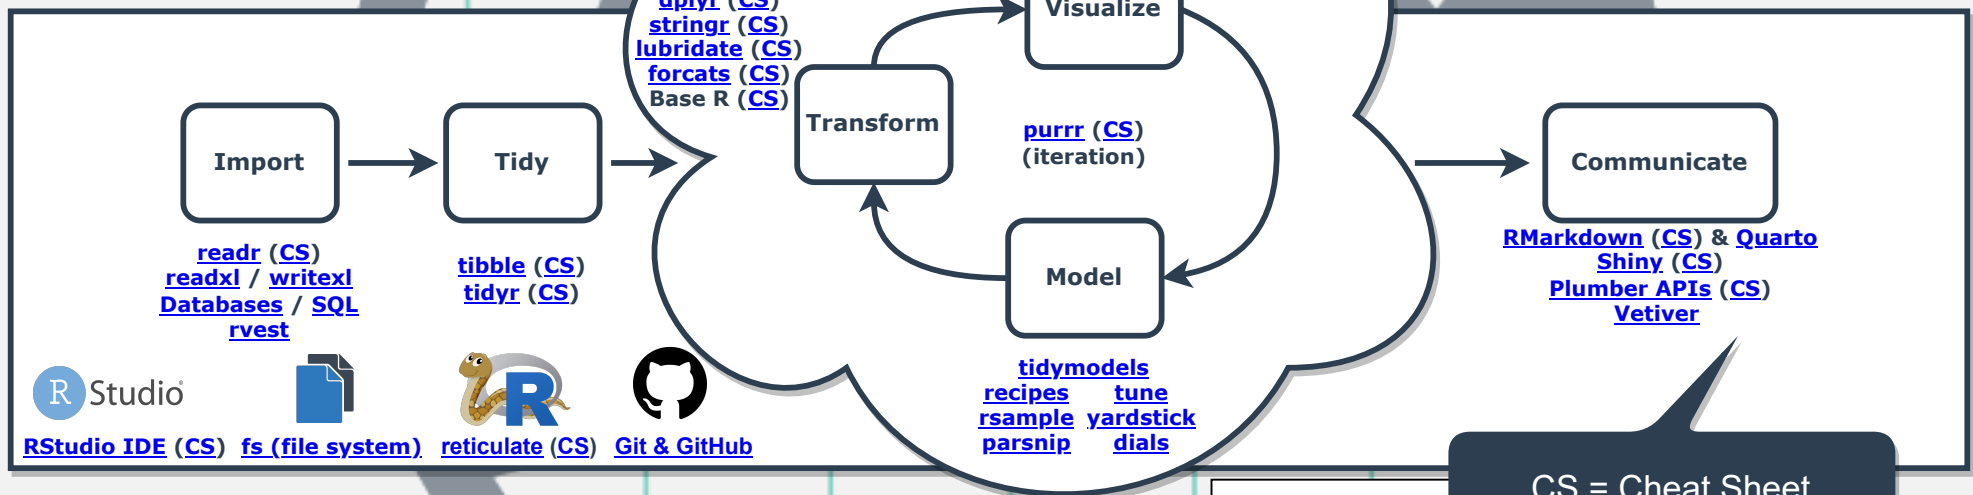 dplyr (CS)
stringr (CS)
lubridate (CS)
forcats (CS)
Base R (CS)
Visualize
Transform
purrr (CS)
(iteration)
Import
Tidy
Communicate
readr (CS)
readxl / writexl
Databases / SQL
rvest
tibble (CS)
tidyr (CS)
Model
RMarkdown (CS) & Quarto
Shiny (CS)
Plumber APIs (CS)
Vetiver
tidymodels
recipes tune
rsample yardstick
parsnip dials
R Studio
R
RStudio IDE (CS)
fs (file system)
reticulate (CS)
Git & GitHub
CS = Cheat Sheet